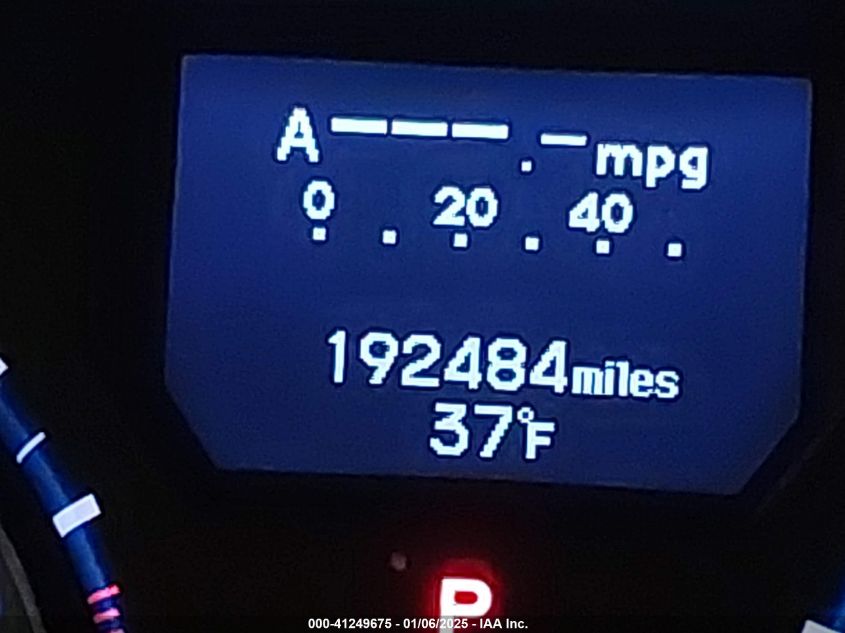 A ---.- mpg
0 20 40
192484miles
37°F
P
000-41249675 - 01/06/2025 - IAA Inc.